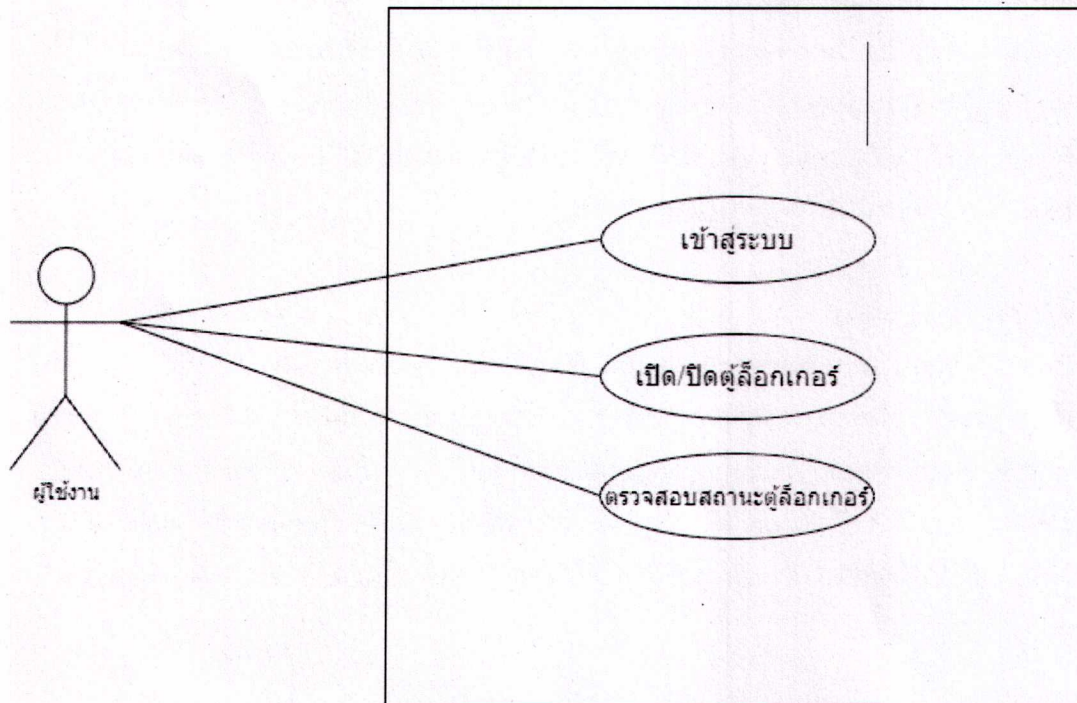 เข้าสู่ระบบ
เปิด/ปิดตู้ล็อกเกอร์
ตรวจสอบสถานะตู้ล็อกเกอร์
ผู้ใช้งาน